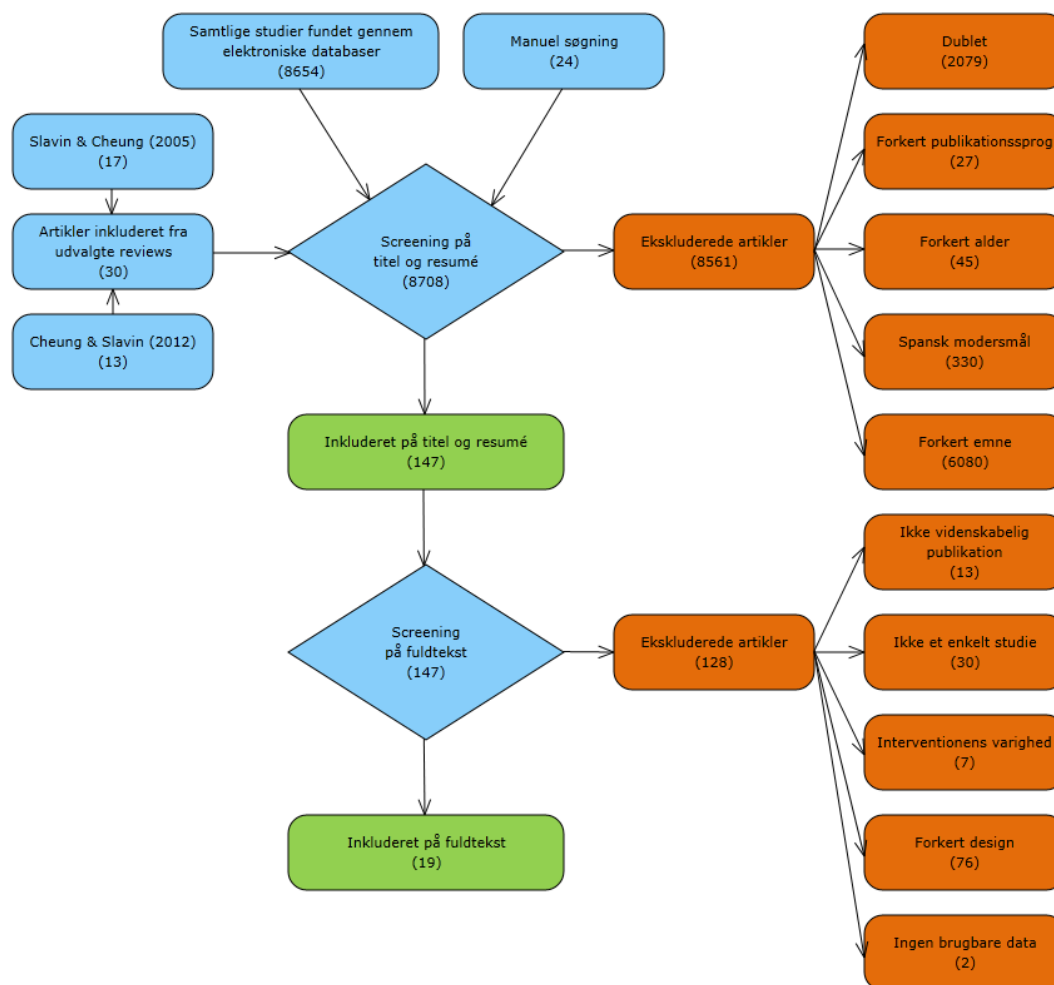 Samtlige studier fundet gennem
elektroniske databaser
(8654)
Manuel søgning
(24)
Dublet
(2079)
Slavin & Cheung (2005)
(17)
Forkert publikationssprog
(27)
Artikler inkluderet fra
udvalgte reviews
(30)
Screening på
titel og resumé
(8708)
Ekskluderede artikler
(8561)
Forkert alder
(45)
Cheung & Slavin (2012)
(13)
Spansk modersmål
(330)
Inkluderet på titel og resumé
(147)
Forkert emne
(6080)
Ikke videnskabelig
publikation
(13)
Screening
på fuldtekst
(147)
Ekskluderede artikler
(128)
Ikke et enkelt studie
(30)
Interventionens varighed
(7)
Inkluderet på fuldtekst
(19)
Forkert design
(76)
Ingen brugbare data
(2)